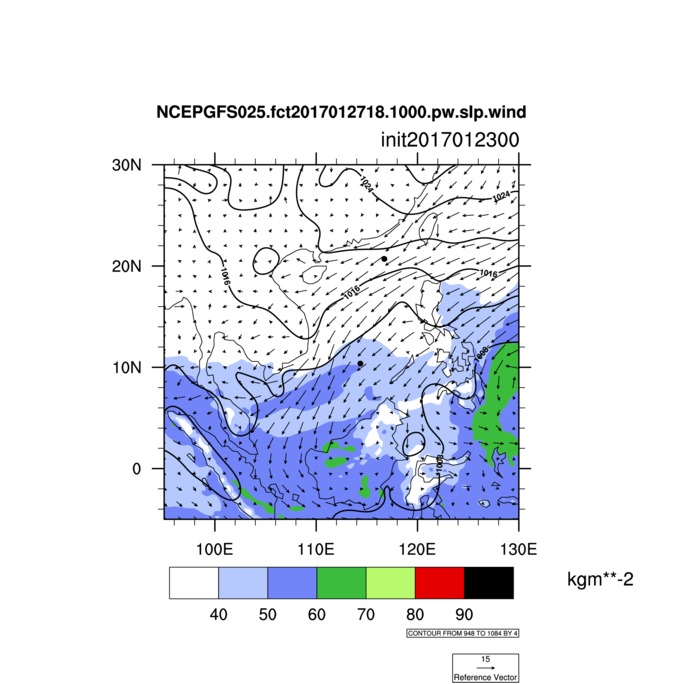 NCEPGFS025.fct2017012718.1000.pw.slp.wind
init2017012300
30N
1024
1024
20N
1016
1016
1016
10N
1008
0
1008
100E 110E 120E 130E
kgm**-2
40 50 60 70 80 90
CONTOUR FROM 948 TO 1084 BY 4
15
Reference Vector